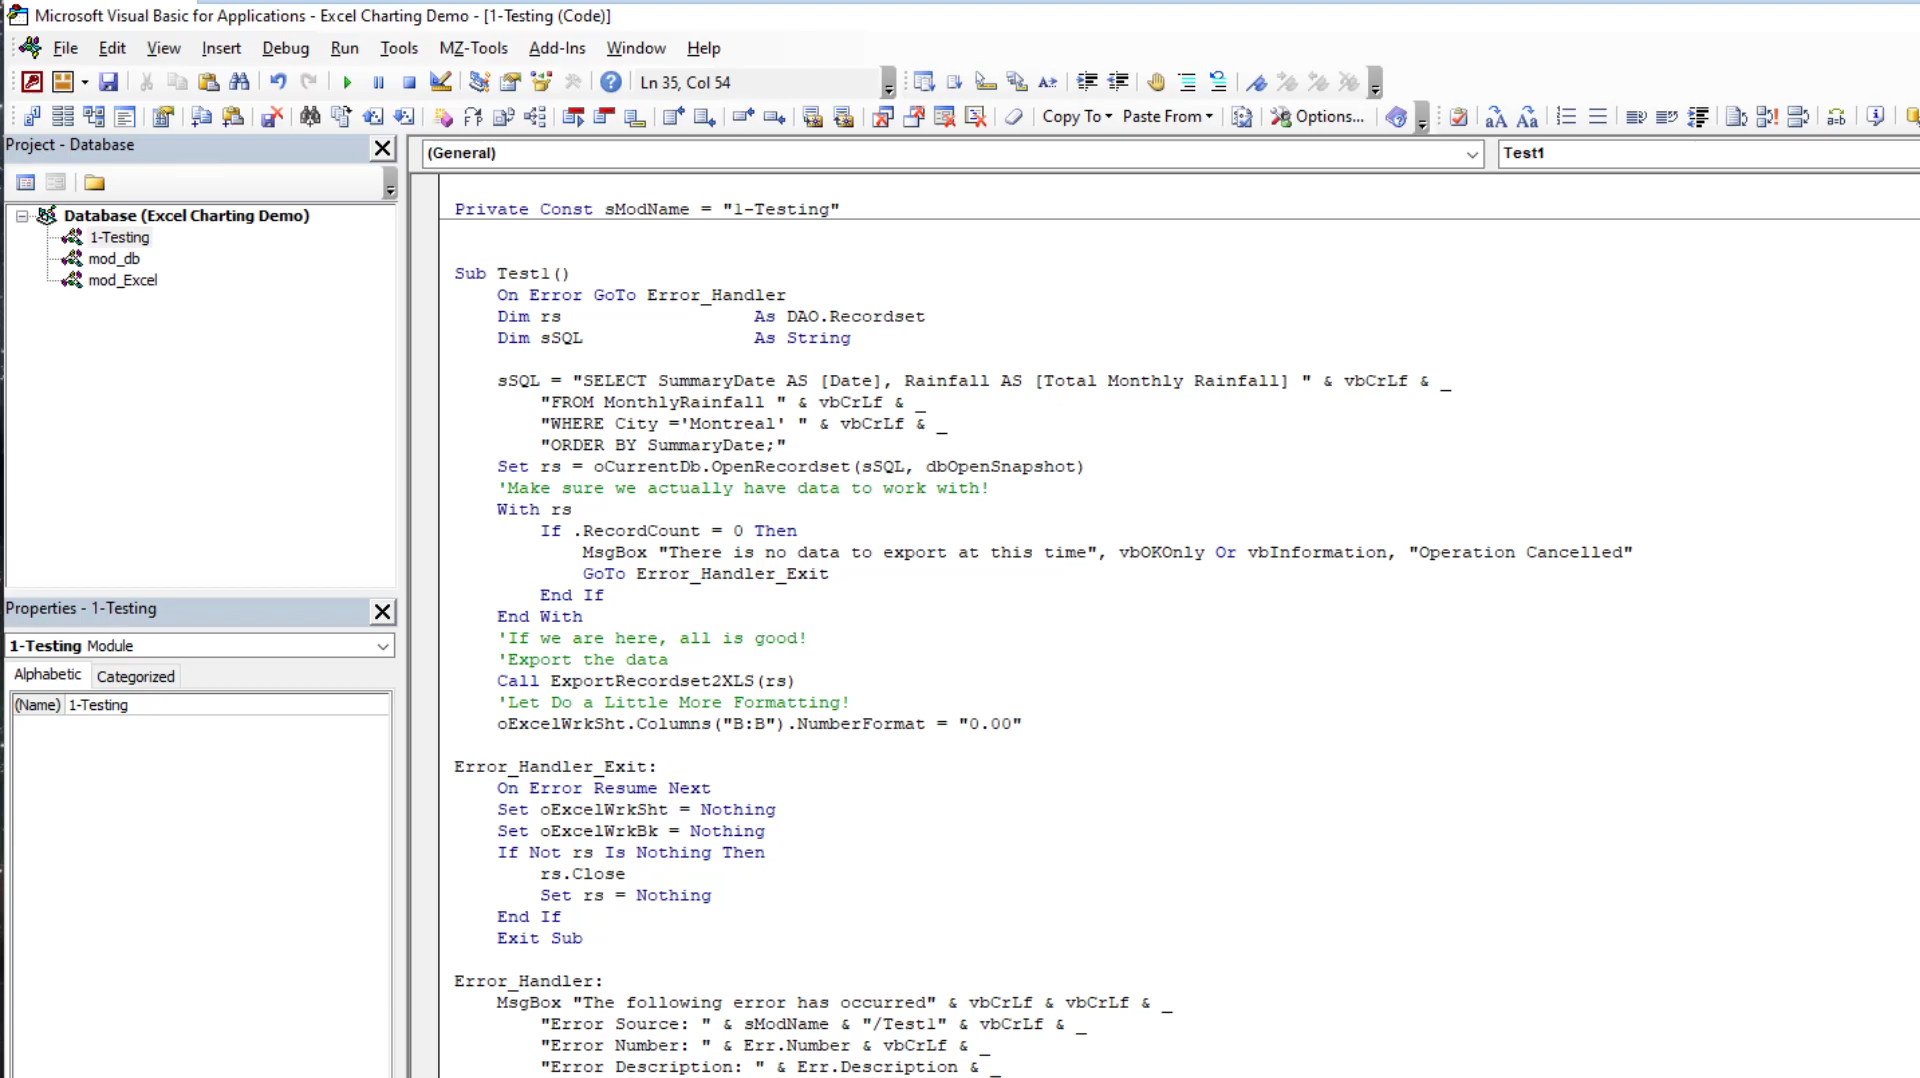 Microsoft Visual Basic for Applications - Excel Charting Demo - [1-Testing (Code)]
File Edit View Insert Debug Run Tools MZ-Tools Add-Ins Window Help
Ln 35, Col 54
Copy To Paste From Options...
Project - Database
(General) Test1
Database (Excel Charting Demo)
1-Testing
mod_db
mod_Excel
Properties - 1-Testing
1-Testing Module
Alphabetic Categorized
(Name) 1-Testing
Private Const sModName = "1-Testing"
Sub Test1()
On Error GoTo Error_Handler
Dim rs As DAO.Recordset
Dim sSQL As String
sSQL = "SELECT SummaryDate AS [Date], Rainfall AS [Total Monthly Rainfall] " & vbCrLf & _
"FROM MonthlyRainfall " & vbCrLf & _
"WHERE City ='Montreal' " & vbCrLf & _
"ORDER BY SummaryDate;"
Set rs = oCurrentDb.OpenRecordset(sSQL, dbOpenSnapshot)
'Make sure we actually have data to work with!
With rs
If .RecordCount = 0 Then
MsgBox "There is no data to export at this time", vbOKOnly Or vbInformation, "Operation Cancelled"
GoTo Error_Handler_Exit
End If
End With
'If we are here, all is good!
'Export the data
Call ExportRecordset2XLS(rs)
'Let Do a Little More Formatting!
oExcelWrkSht.Columns("B:B").NumberFormat = "0.00"
Error_Handler_Exit:
On Error Resume Next
Set oExcelWrkSht = Nothing
Set oExcelWrkBk = Nothing
If Not rs Is Nothing Then
rs.Close
Set rs = Nothing
End If
Exit Sub
Error_Handler:
MsgBox "The following error has occurred" & vbCrLf & vbCrLf & _
"Error Source: " & sModName & "/Test1" & vbCrLf & _
"Error Number: " & Err.Number & vbCrLf & _
"Error Description: " & Err.Description & _